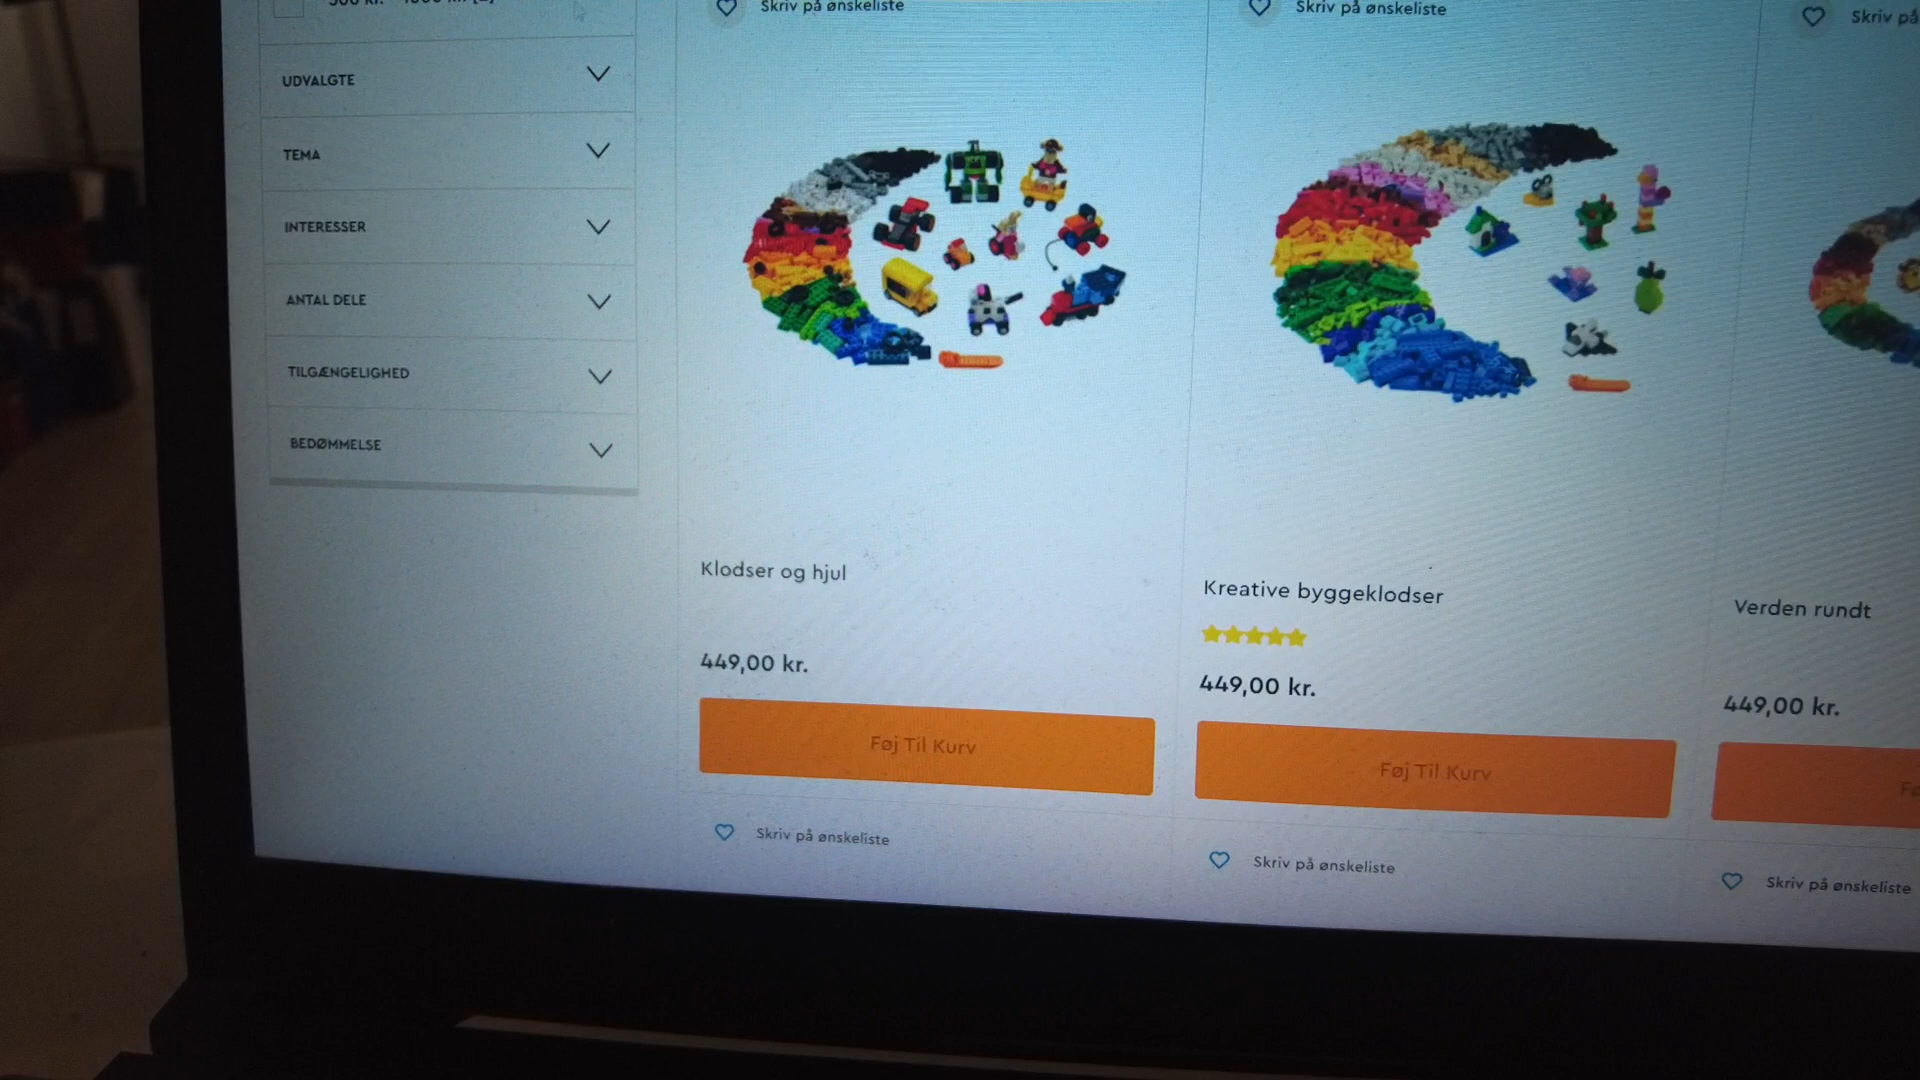 Skriv på ønskeliste
Skriv på ønskeliste
Skriv på
UDVALGTE
TEMA
INTERESSER
ANTAL DELE
TILGÆNGELIGHED
BEDØMMELSE
Klodser og hjul
449,00 kr.
Føj Til Kurv
Skriv på ønskeliste
Kreative byggeklodser
449,00 kr.
Føj Til Kurv
Skriv på ønskeliste
Verden rundt
449,00 kr.
Skriv på ønskeliste